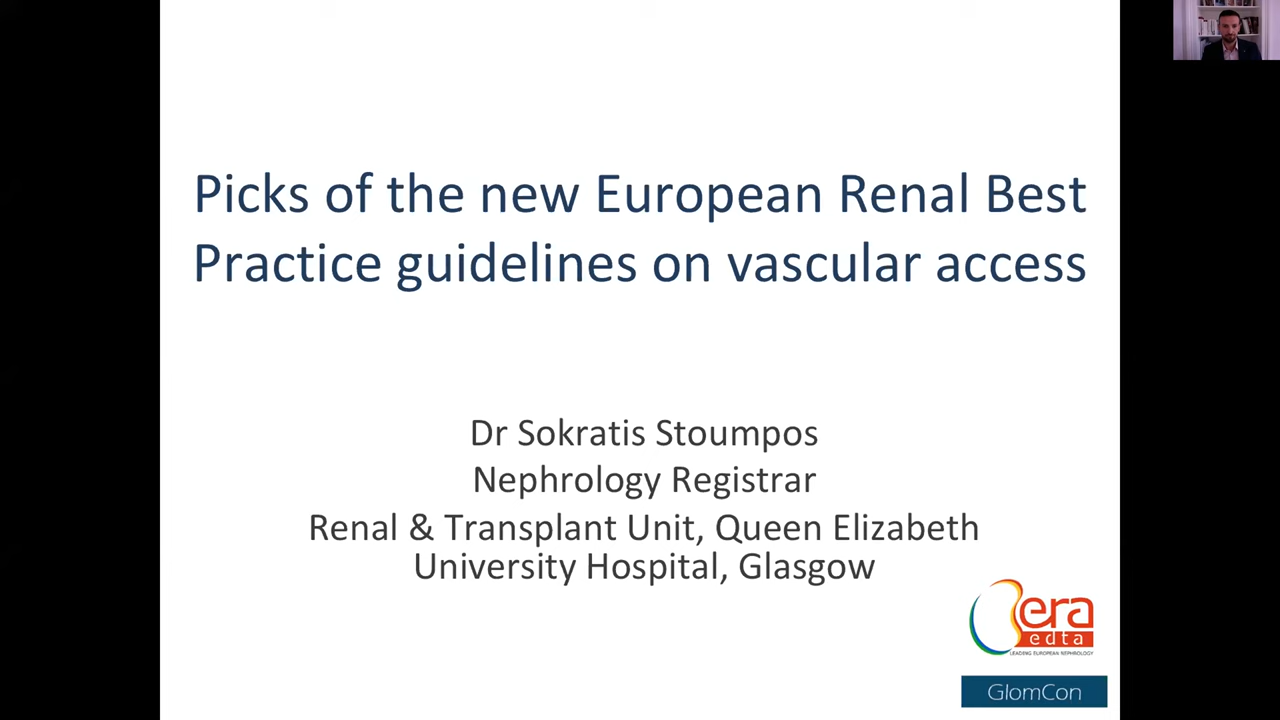 Picks of the new European Renal Best
Practice guidelines on vascular access
Dr Sokratis Stoumpos
Nephrology Registrar
Renal & Transplant Unit, Queen Elizabeth
University Hospital, Glasgow
era
edta
LEADING EUROPEAN NEPHROLOGY
GlomCon